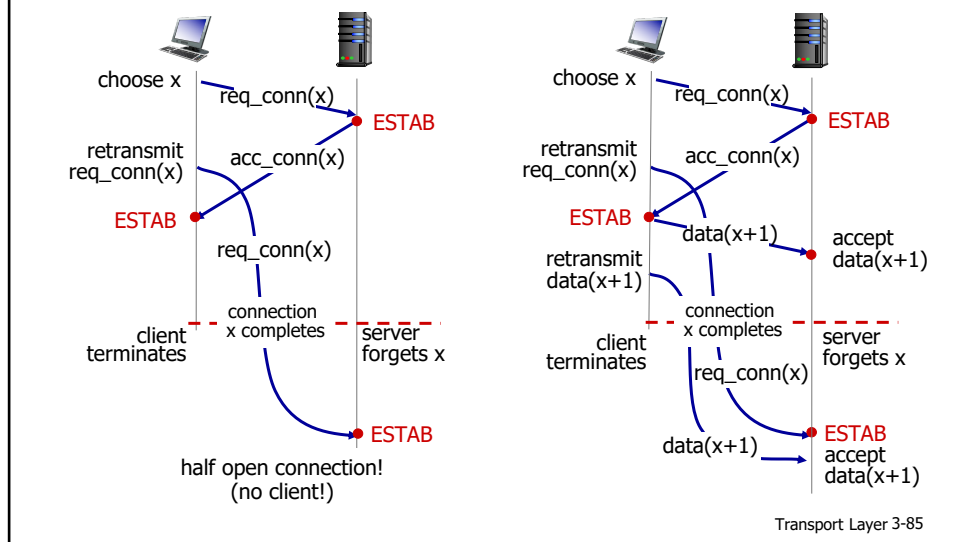 choose x
req_conn(x)
ESTAB
retransmit
req_conn(x)
acc_conn(x)
ESTAB
req_conn(x)
connection
x completes
client
terminates
server
forgets x
ESTAB
half open connection!
(no client!)
choose x
req_conn(x)
ESTAB
retransmit
req_conn(x)
acc_conn(x)
ESTAB
data(x+1)
accept
data(x+1)
retransmit
data(x+1)
connection
x completes
client
terminates
server
forgets x
req_conn(x)
ESTAB
data(x+1)
accept
data(x+1)
Transport Layer 3-85